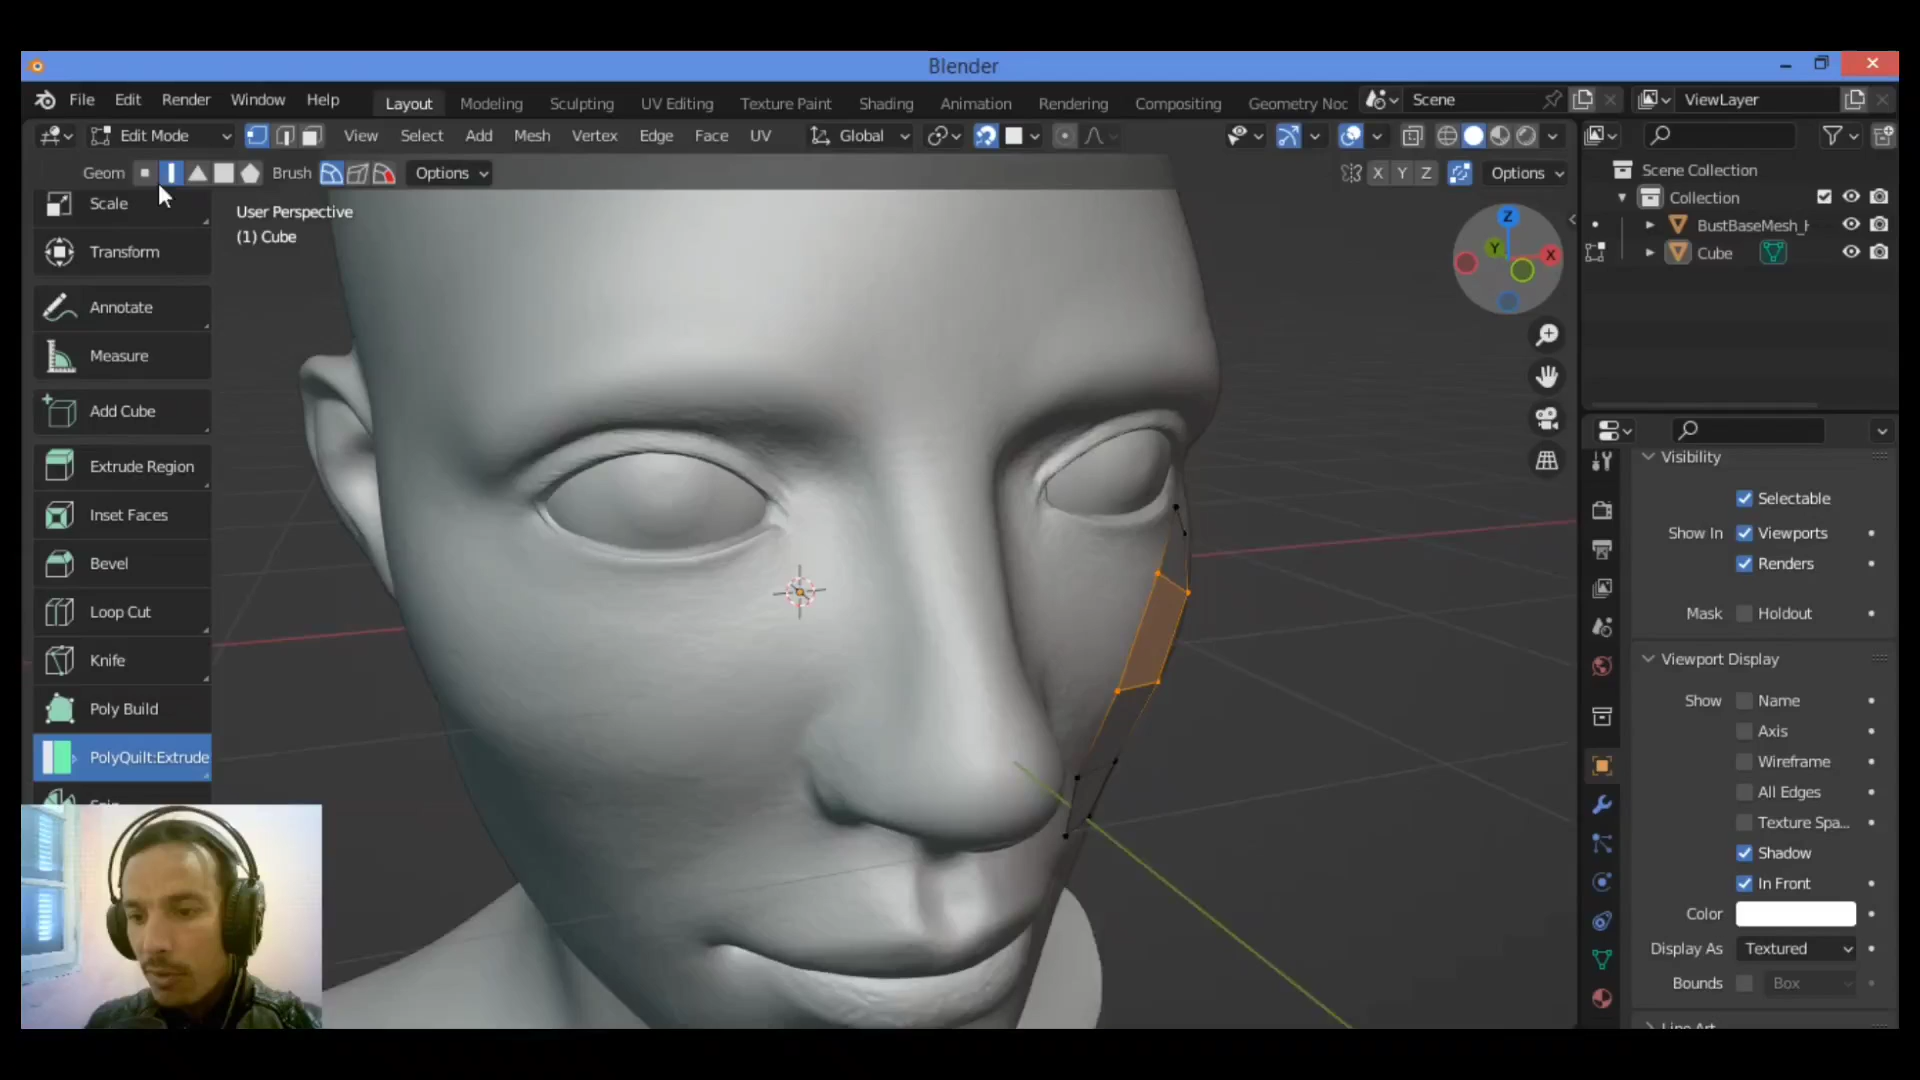 Blender
File Edit Render Window Help Layout Modeling Sculpting UV Editing Texture Paint Shading Animation Rendering Compositing Geometry Noc Scene ViewLayer
Edit Mode View Select Add Mesh Vertex Edge Face UV Global
Geom Brush Options X Y Z Options
Scale
Transform
Annotate
Measure
Add Cube
Extrude Region
Inset Faces
Bevel
Loop Cut
Knife
Poly Build
PolyQuilt:Extrude
User Perspective
(1) Cube
Z
Y
X
Scene Collection
Collection
BustBaseMesh_
Cube
Visibility
Selectable
Show In Viewports
Renders
Mask Holdout
Viewport Display
Show Name
Axis
Wireframe
All Edges
Texture Spa...
Shadow
In Front
Color
Display As Textured
Bounds Box
Line Art